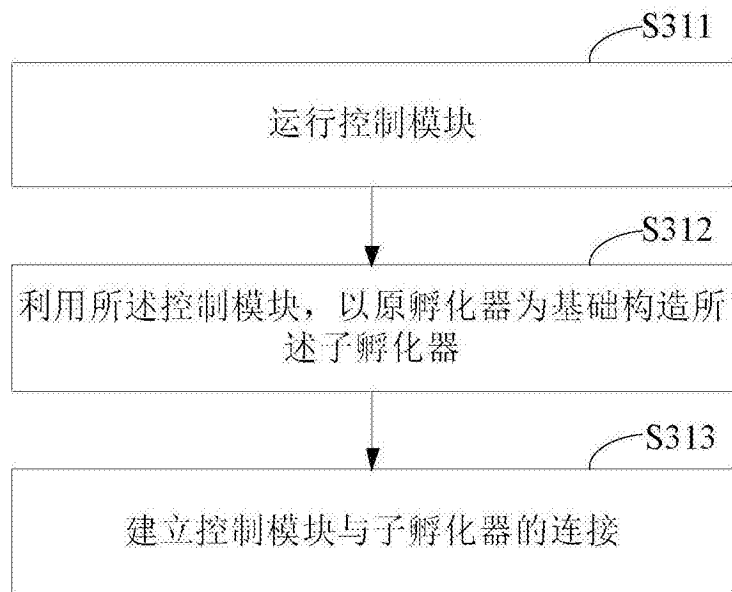 S311
运行控制模块
S312
利用所述控制模块，以原孵化器为基础构造所
述子孵化器
S313
建立控制模块与子孵化器的连接